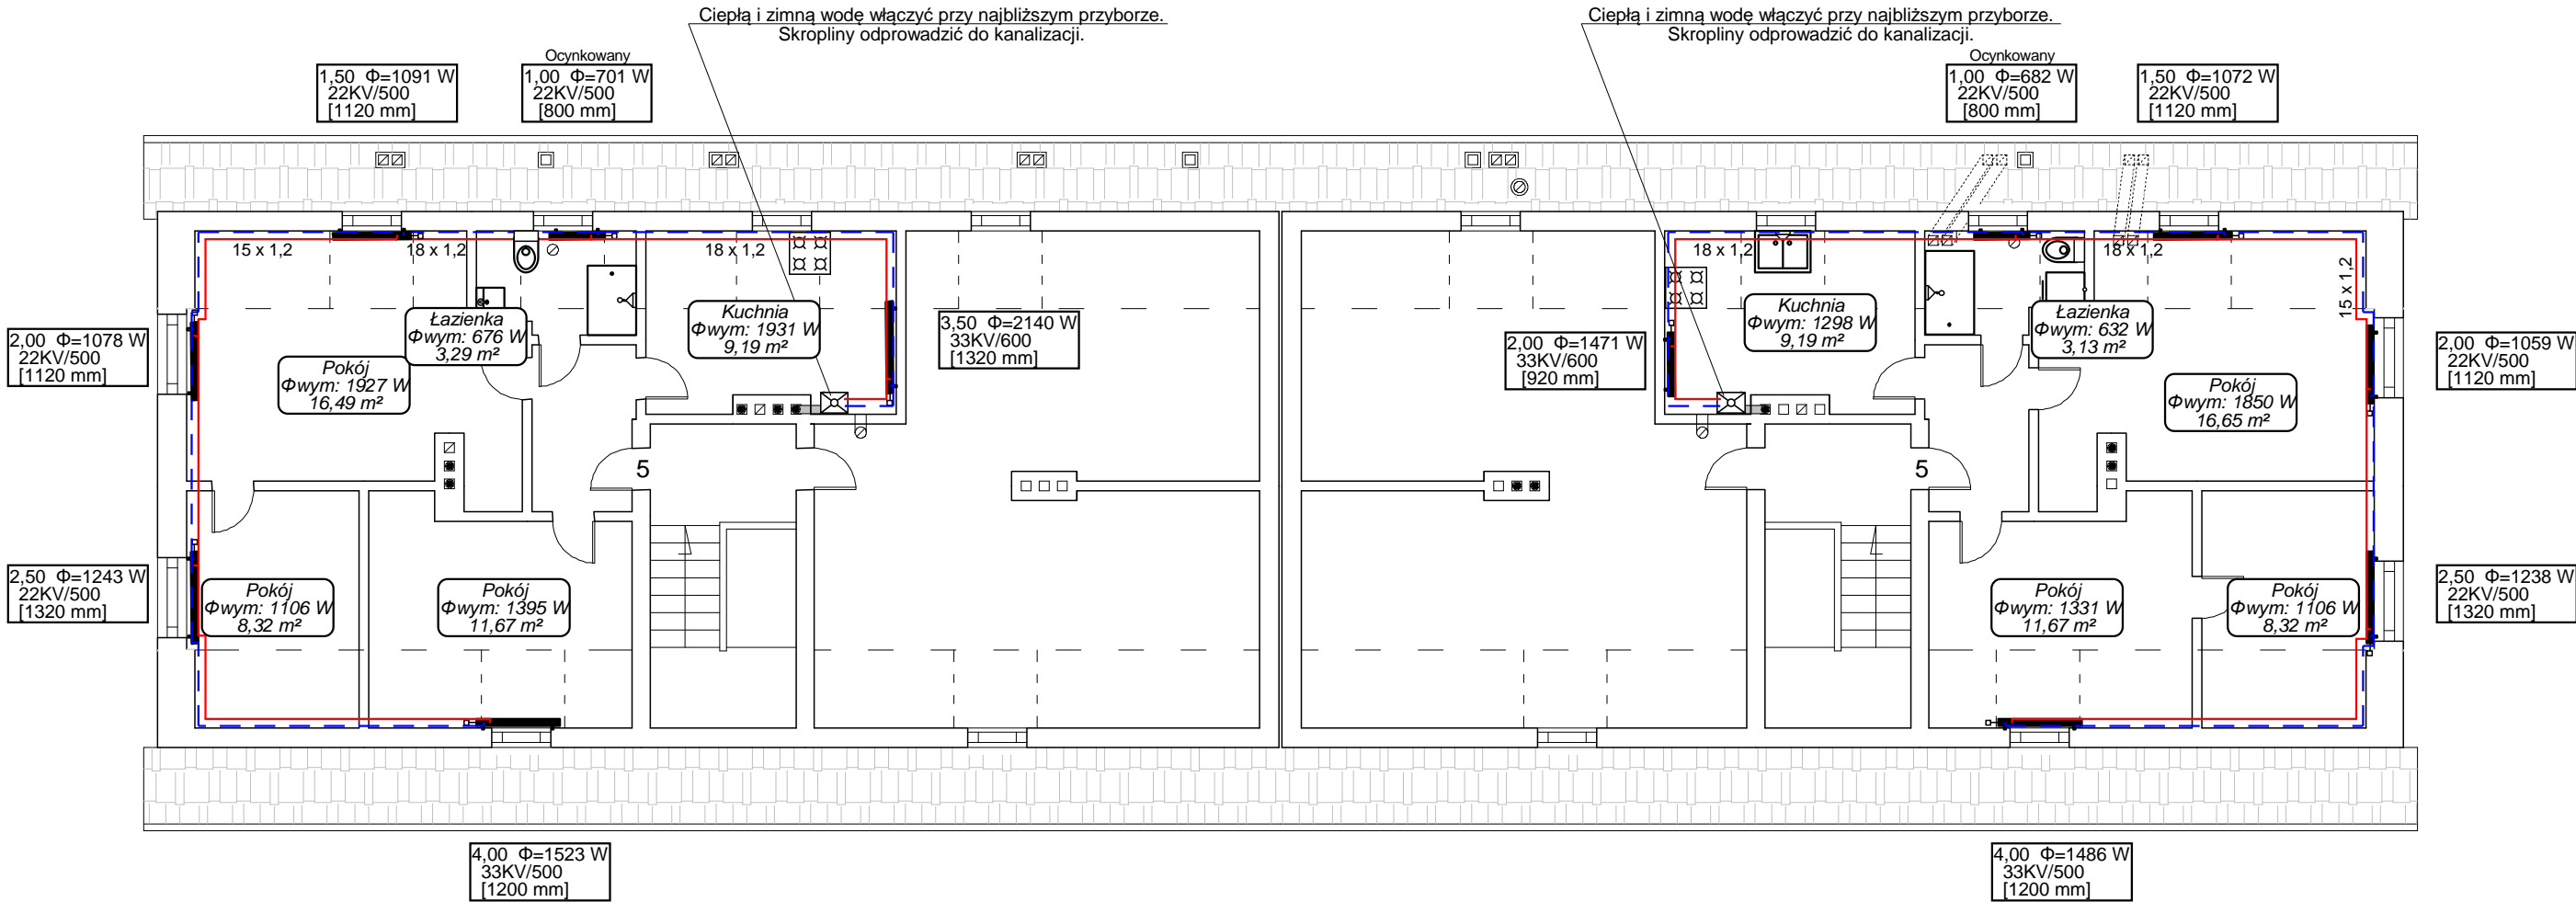 Ciepłą i zimną wodę włączyć przy najbliższym przyborze.
Skropliny odprowadzić do kanalizacji.
Ciepłą i zimną wodę włączyć przy najbliższym przyborze.
Skropliny odprowadzić do kanalizacji.
1,50 Φ=1091 W
22KV/500
[1120 mm]
Ocynkowany
1,00 Φ=701 W
22KV/500
[800 mm]
Ocynkowany
1,00 Φ=682 W
22KV/500
[800 mm]
1,50 Φ=1072 W
22KV/500
[1120 mm]
15 x 1,2
18 x 1,2
18 x 1,2
18 x 1,2
18 x 1,2
15 x 1,2
2,00 Φ=1078 W
22KV/500
[1120 mm]
Pokój
Φwym: 1927 W
16,49 m²
Łazienka
Φwym: 676 W
3,29 m²
Kuchnia
Φwym: 1931 W
9,19 m²
3,50 Φ=2140 W
33KV/600
[1320 mm]
2,00 Φ=1471 W
33KV/600
[920 mm]
Kuchnia
Φwym: 1298 W
9,19 m²
Łazienka
Φwym: 632 W
3,13 m²
Pokój
Φwym: 1850 W
16,65 m²
2,00 Φ=1059 W
22KV/500
[1120 mm]
5
5
2,50 Φ=1243 W
22KV/500
[1320 mm]
Pokój
Φwym: 1106 W
8,32 m²
Pokój
Φwym: 1395 W
11,67 m²
Pokój
Φwym: 1331 W
11,67 m²
Pokój
Φwym: 1106 W
8,32 m²
2,50 Φ=1238 W
22KV/500
[1320 mm]
4,00 Φ=1523 W
33KV/500
[1200 mm]
4,00 Φ=1486 W
33KV/500
[1200 mm]